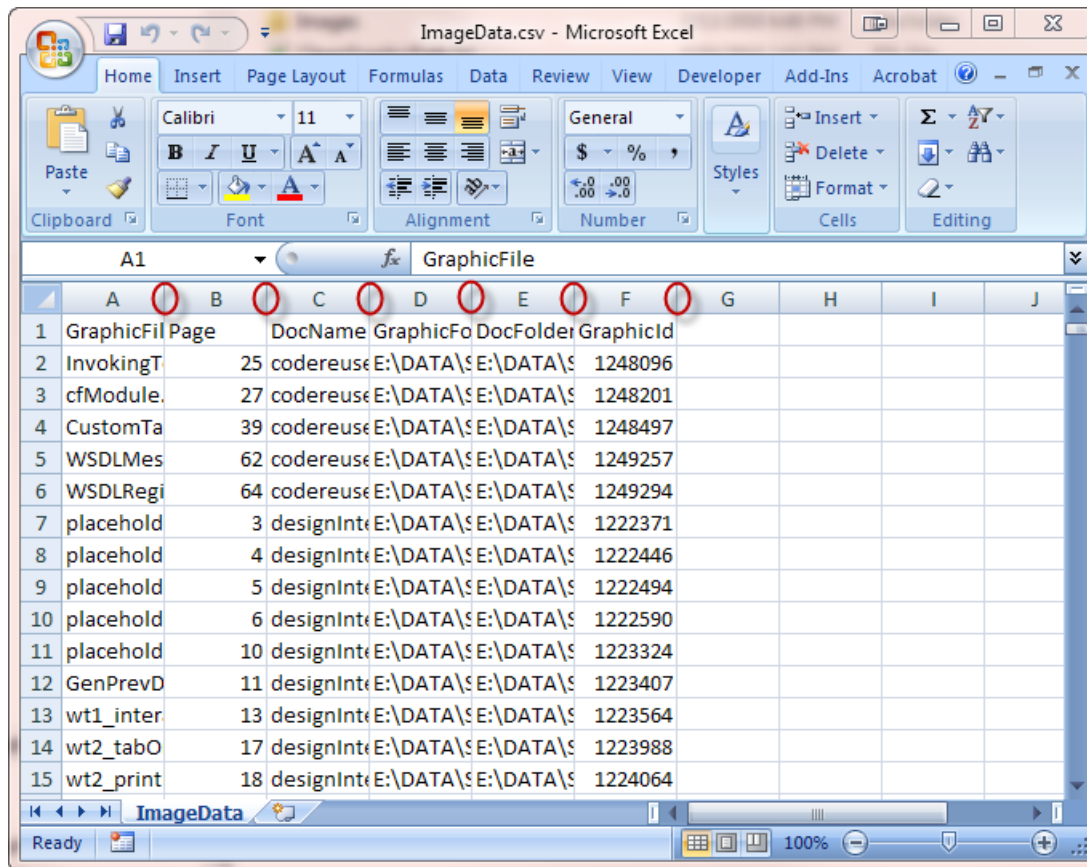 ImageData.csv - Microsoft Excel
Home Insert Page Layout Formulas Data Review View Developer Add-Ins Acrobat
Calibri 11 General Σ Insert
B I U A A $ % , Delete
Paste Styles Format
Clipboard Font Alignment Number Cells Editing
A1 fx GraphicFile
A B C D E F G H I J
1 GraphicFil Page DocName GraphicFo DocFolder GraphicId
2 InvokingT 25 codereuse E:\DATA\S E:\DATA\S 1248096
3 cfModule. 27 codereuse E:\DATA\S E:\DATA\S 1248201
4 CustomTa 39 codereuse E:\DATA\S E:\DATA\S 1248497
5 WSDLMes 62 codereuse E:\DATA\S E:\DATA\S 1249257
6 WSDLRegi 64 codereuse E:\DATA\S E:\DATA\S 1249294
7 placehold 3 designInte E:\DATA\S E:\DATA\S 1222371
8 placehold 4 designInte E:\DATA\S E:\DATA\S 1222446
9 placehold 5 designInte E:\DATA\S E:\DATA\S 1222494
10 placehold 6 designInte E:\DATA\S E:\DATA\S 1222590
11 placehold 10 designInte E:\DATA\S E:\DATA\S 1223324
12 GenPrevD 11 designInte E:\DATA\S E:\DATA\S 1223407
13 wt1_inter 13 designInte E:\DATA\S E:\DATA\S 1223564
14 wt2_tabO 17 designInte E:\DATA\S E:\DATA\S 1223988
15 wt2_print 18 designInte E:\DATA\S E:\DATA\S 1224064
ImageData
Ready 100%